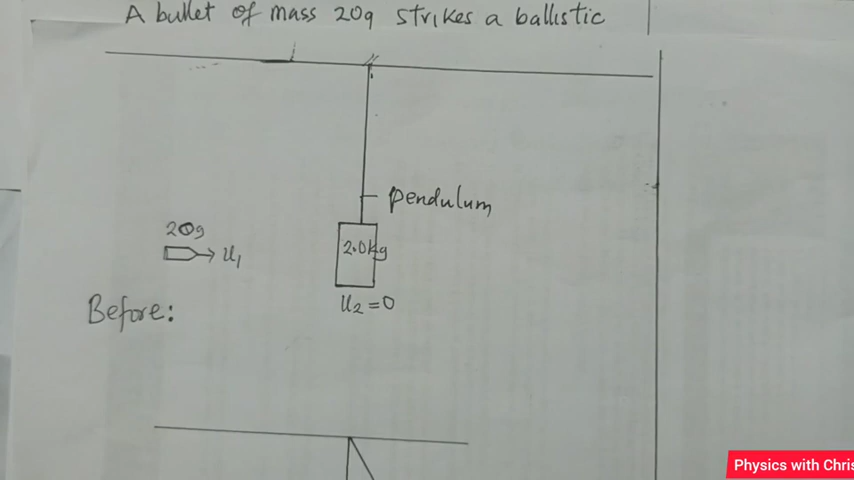 A bullet of mass 20g strikes a ballistic
pendulum
20g
u₁
2.0kg
u₂=0
Before:
Physics with Chris